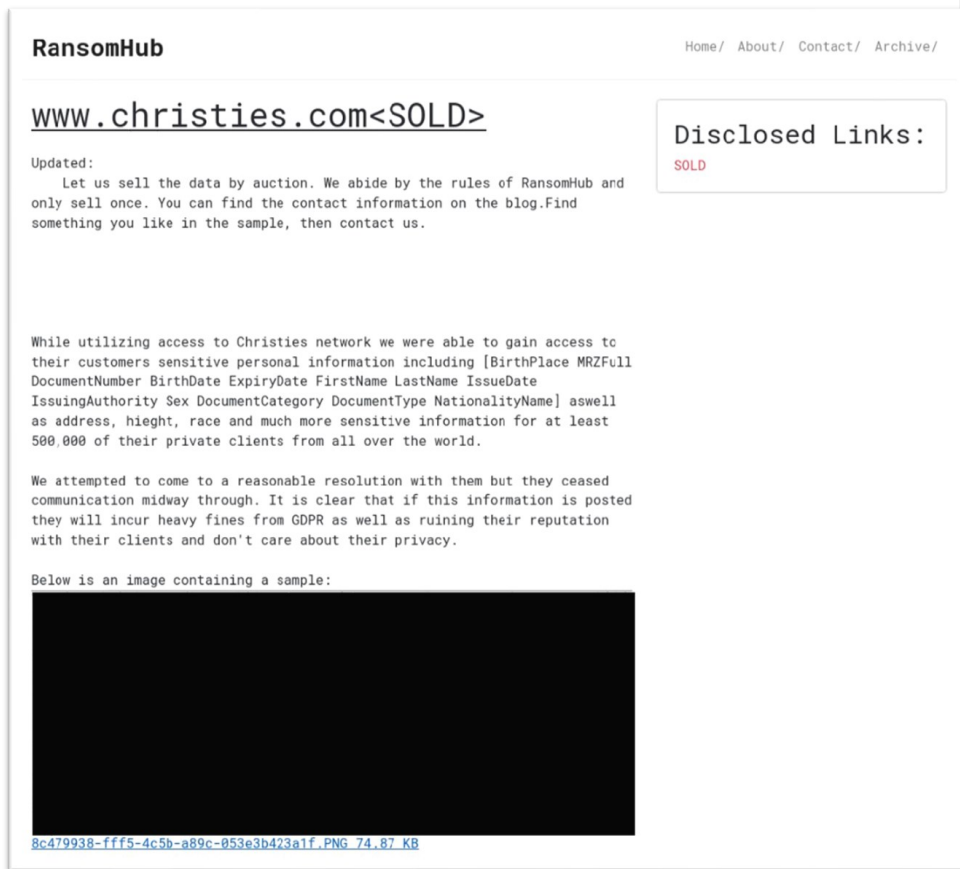 RansomHub
Home/ About/ Contact/ Archive/
www.christies.com<SOLD>
Updated:
Let us sell the data by auction. We abide by the rules of RansomHub and
only sell once. You can find the contact information on the blog.Find
something you like in the sample, then contact us.
While utilizing access to Christies network we were able to gain access to
their customers sensitive personal information including [BirthPlace MRZFull
DocumentNumber BirthDate ExpiryDate FirstName LastName IssueDate
IssuingAuthority Sex DocumentCategory DocumentType NationalityName] aswell
as address, hieght, race and much more sensitive information for at least
500,000 of their private clients from all over the world.
We attempted to come to a reasonable resolution with them but they ceased
communication midway through. It is clear that if this information is posted
they will incur heavy fines from GDPR as well as ruining their reputation
with their clients and don't care about their privacy.
Below is an image containing a sample:
8c479938-fff5-4c5b-a89c-053e3b423a1f.PNG 74.87 KB
Disclosed Links:
SOLD